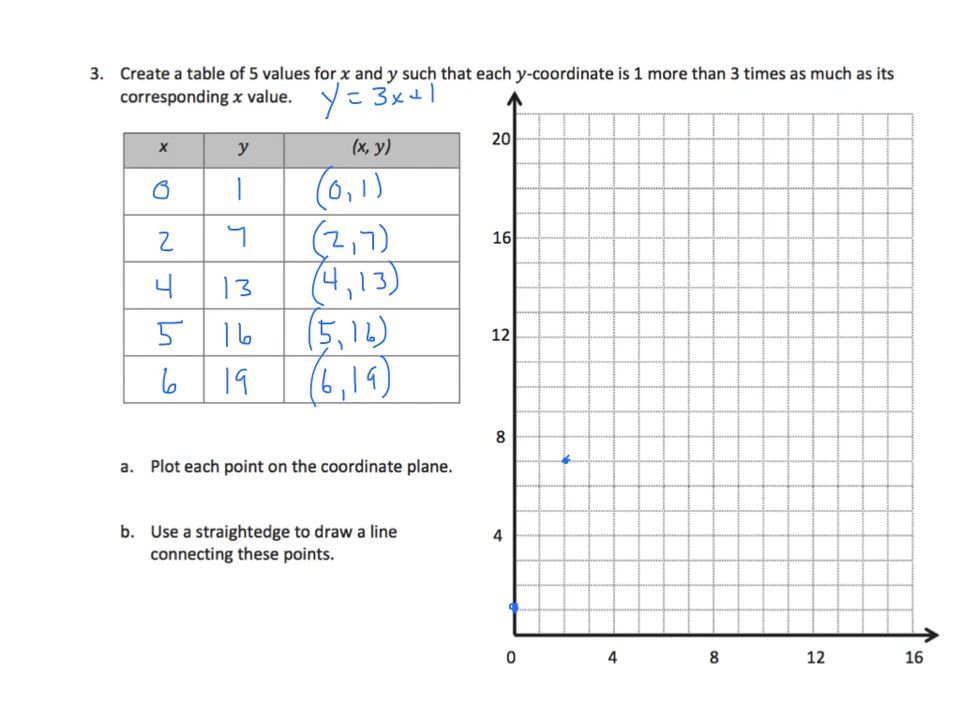 3. Create a table of 5 values for x and y such that each y-coordinate is 1 more than 3 times as much as its
corresponding x value. y = 3x+1
x y (x, y)
0 1 (0,1)
2 7 (2,7)
4 13 (4,13)
5 16 (5,16)
6 19 (6,19)
a. Plot each point on the coordinate plane.
b. Use a straightedge to draw a line
connecting these points.
20
16
12
8
4
0 4 8 12 16